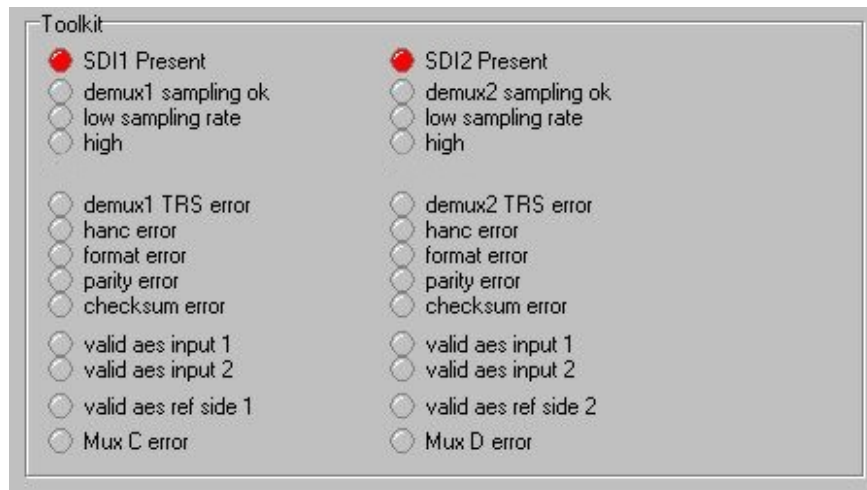 Toolkit
SDI1 Present
demux1 sampling ok
low sampling rate
high
demux1 TRS error
hanc error
format error
parity error
checksum error
valid aes input 1
valid aes input 2
valid aes ref side 1
Mux C error
SDI2 Present
demux2 sampling ok
low sampling rate
high
demux2 TRS error
hanc error
format error
parity error
checksum error
valid aes input 1
valid aes input 2
valid aes ref side 2
Mux D error